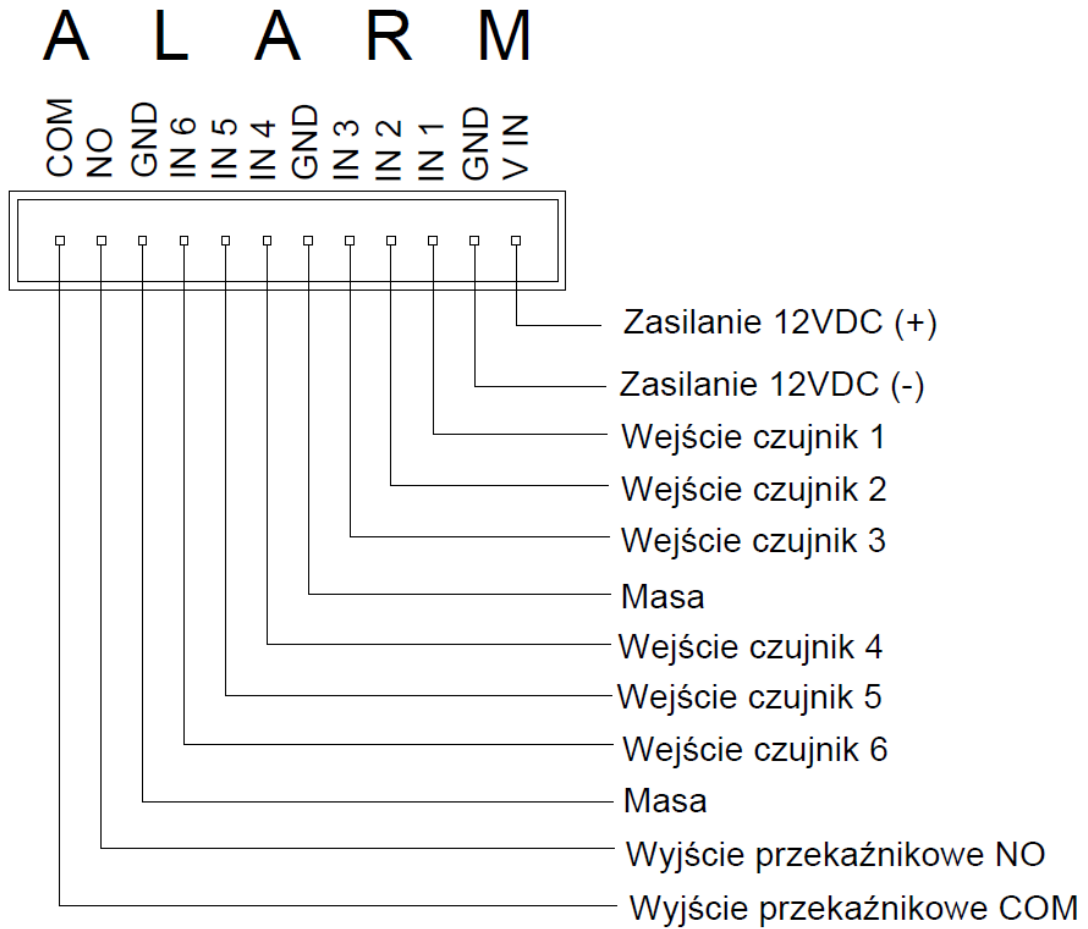 A L A R M
COM
NO
GND
IN 6
IN 5
IN 4
GND
IN 3
IN 2
IN 1
GND
V IN
Zasilanie 12VDC (+)
Zasilanie 12VDC (-)
Wejście czujnik 1
Wejście czujnik 2
Wejście czujnik 3
Masa
Wejście czujnik 4
Wejście czujnik 5
Wejście czujnik 6
Masa
Wyjście przekaźnikowe NO
Wyjście przekaźnikowe COM